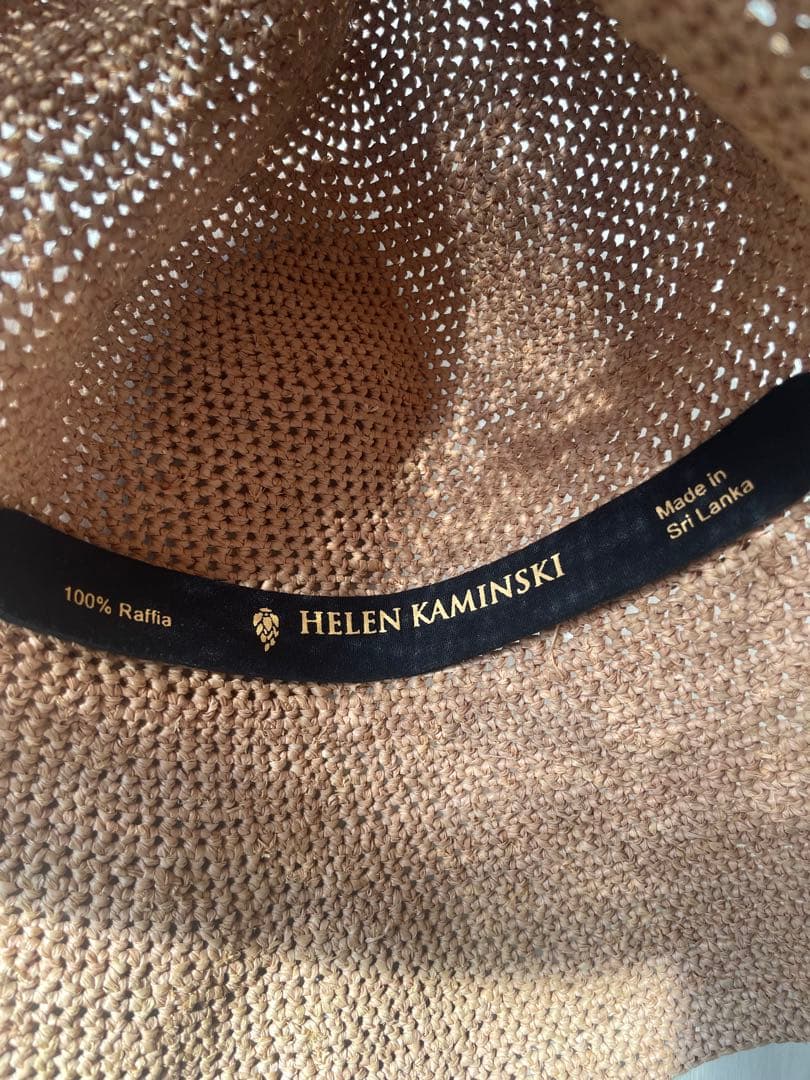 100% Raffia
HELEN KAMINSKI
Made in
Sri Lanka